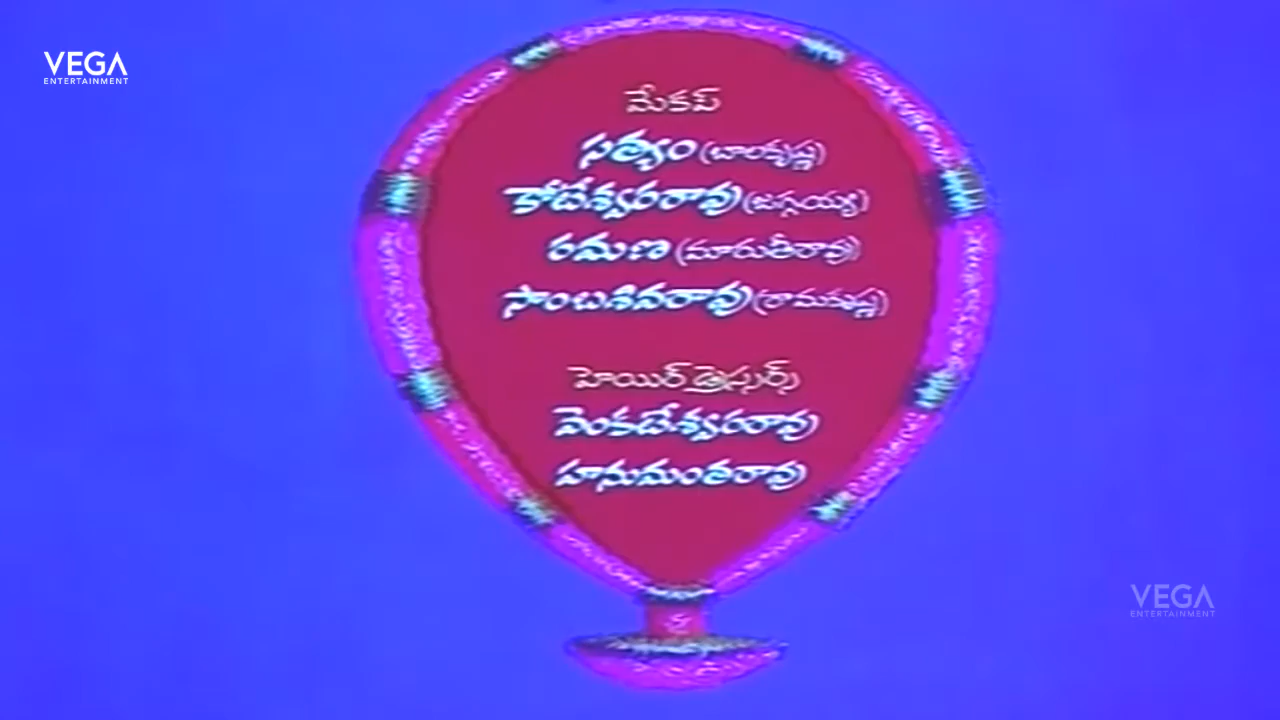 VEGA
ENTERTAINMENT
మేకప్
సత్యం (బాలకృష్ణ)
కోటేశ్వరరావు (జగ్గయ్య)
రమణ (మారుతీరావు)
సాంబశివరావు (రామకృష్ణ)
హెయిర్ డ్రెస్సర్స్
వెంకటేశ్వరరావు
హనుమంతరావు
VEGA
ENTERTAINMENT